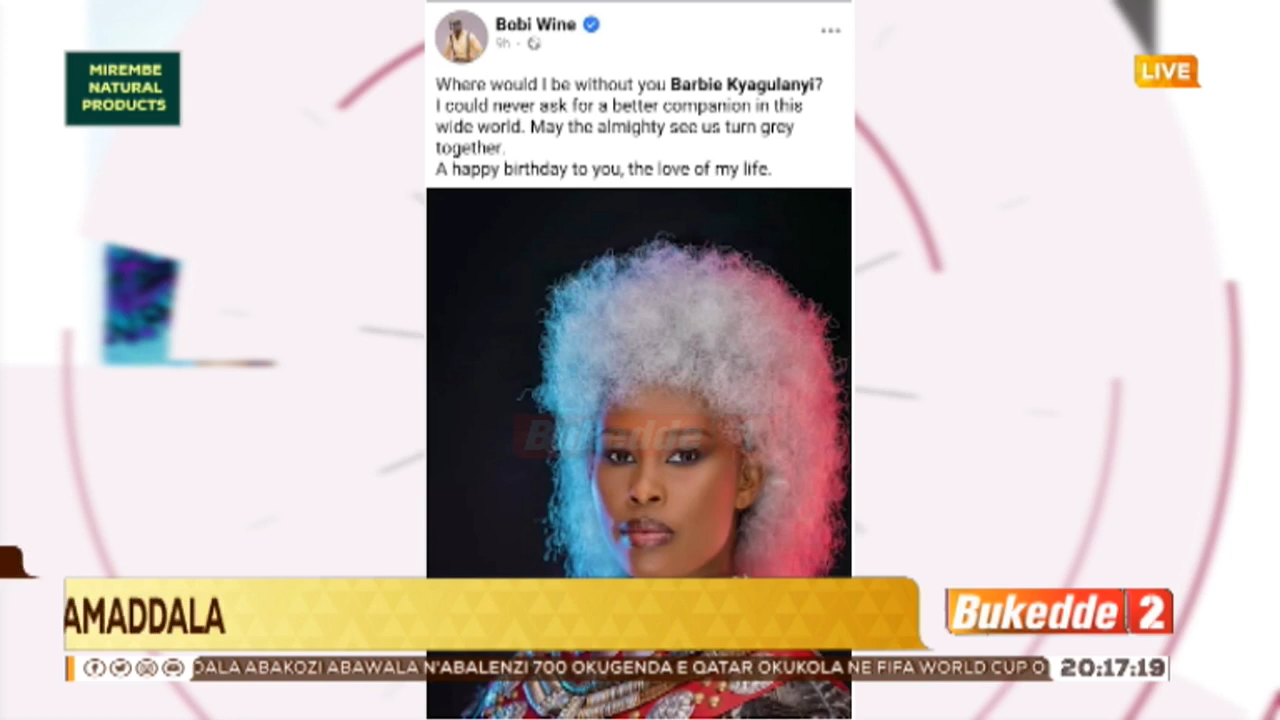 Bobi Wine
9h
MIREMBE
NATURAL
PRODUCTS
LIVE
Where would I be without you Barbie Kyagulanyi?
I could never ask for a better companion in this
wide world. May the almighty see us turn grey
together.
A happy birthday to you, the love of my life.
Bukedde
AMADDALA
Bukedde 2
DALA ABAKOZI ABAWALA N'ABALENZI 700 OKUGENDA E QATAR OKUKOLA NE FIFA WORLD CUP O
20:17:19